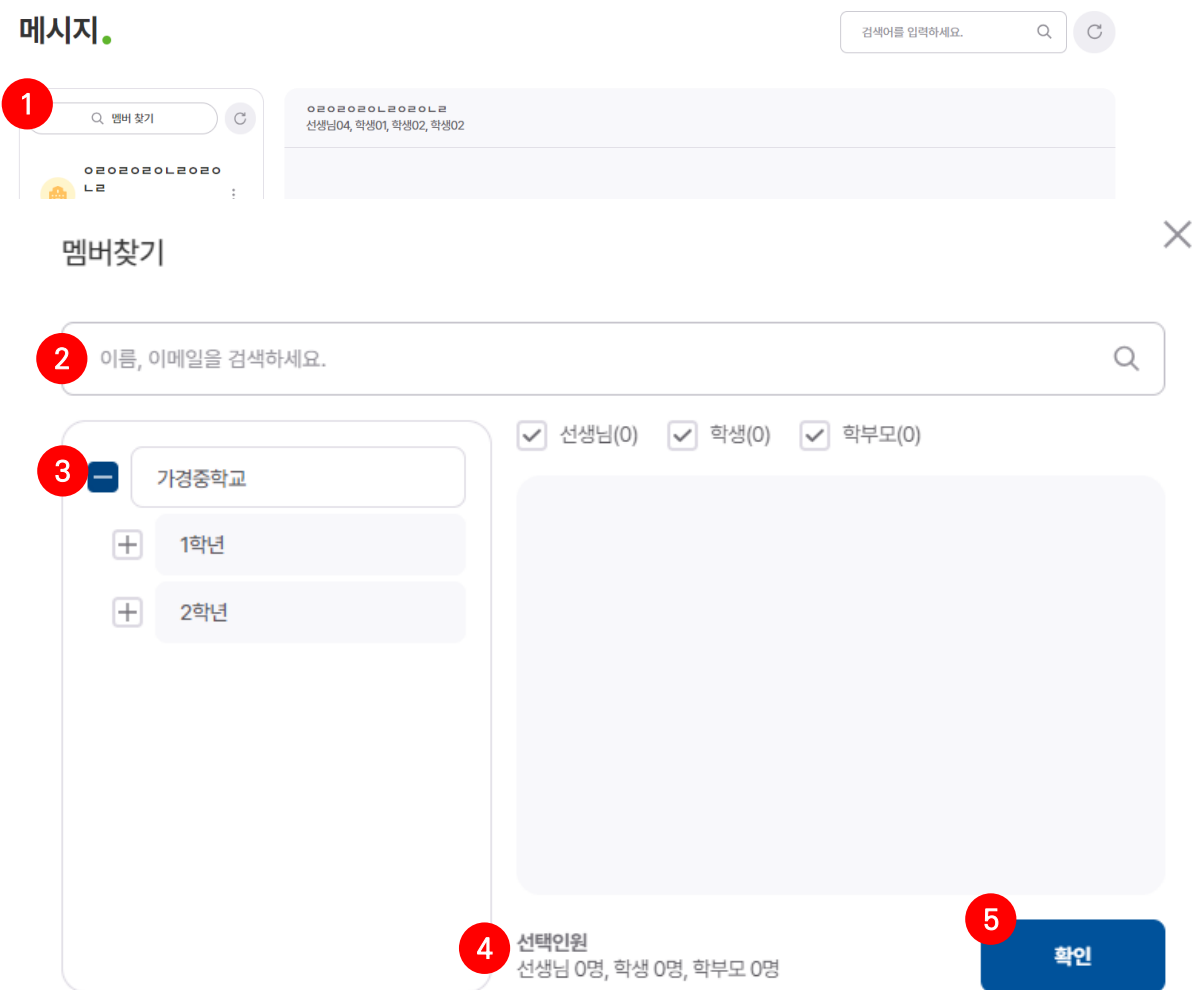 메시지.
검색어를 입력하세요.
1
멤버 찾기
ㅇㄹㅇㄹㅇㄹㅇㄴㄹㅇㄹㅇㄴㄹ
선생님04, 학생01, 학생02, 학생02
ㅇㄹㅇㄹㅇㄹㅇㄴㄹㅇㄹㅇ
ㄴㄹ
멤버찾기
2
이름, 이메일을 검색하세요.
선생님(0) 학생(0) 학부모(0)
3
가경중학교
1학년
2학년
4
선택인원
선생님 0명, 학생 0명, 학부모 0명
5
확인